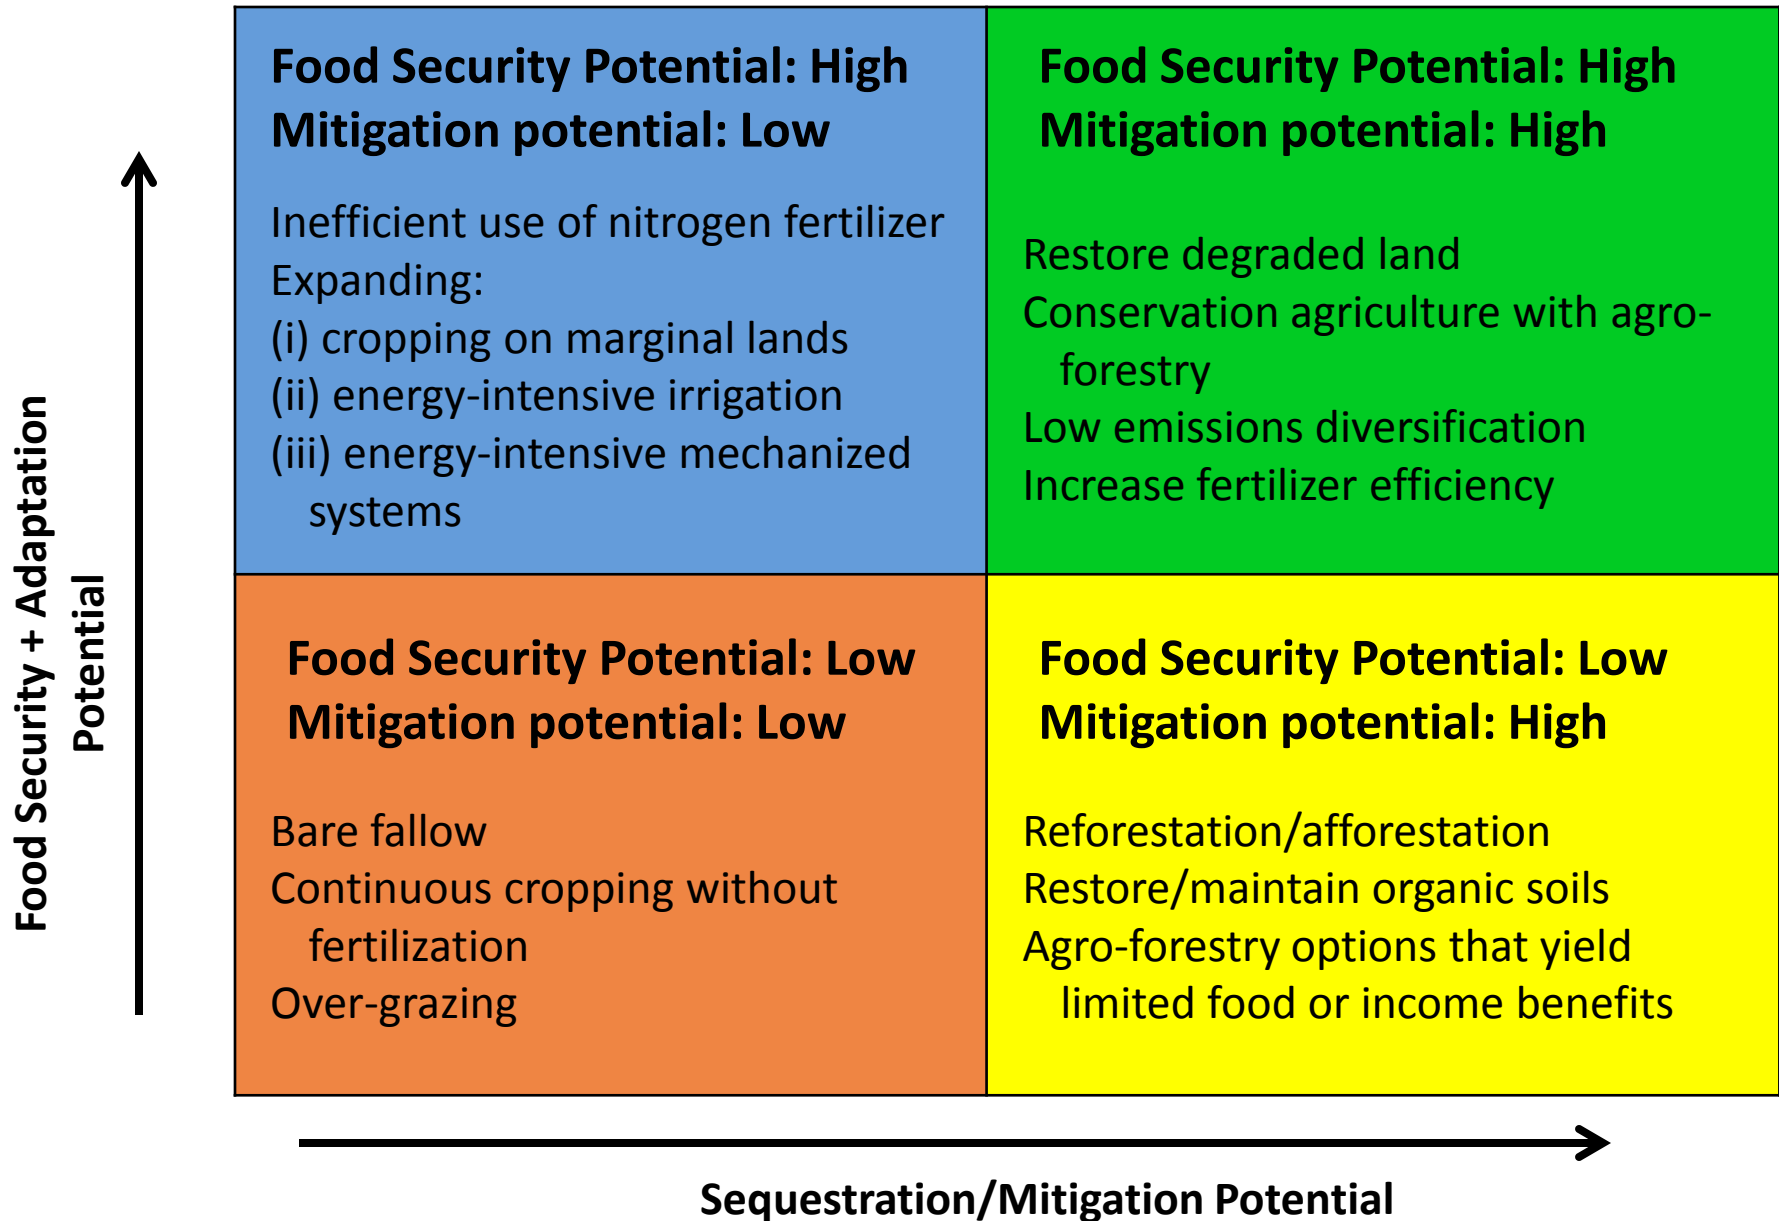 Food Security + Adaptation
Potential
Food Security Potential: High
Mitigation potential: Low
Inefficient use of nitrogen fertilizer
Expanding:
(i) cropping on marginal lands
(ii) energy-intensive irrigation
(iii) energy-intensive mechanized
systems
Food Security Potential: High
Mitigation potential: High
Restore degraded land
Conservation agriculture with agro-
forestry
Low emissions diversification
Increase fertilizer efficiency
Food Security Potential: Low
Mitigation potential: Low
Bare fallow
Continuous cropping without
fertilization
Over-grazing
Food Security Potential: Low
Mitigation potential: High
Reforestation/afforestation
Restore/maintain organic soils
Agro-forestry options that yield
limited food or income benefits
Sequestration/Mitigation Potential